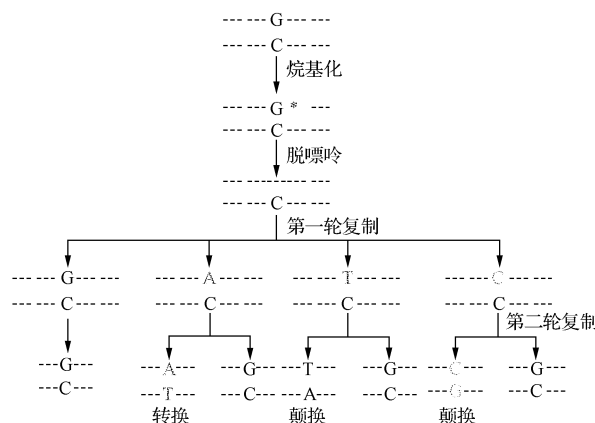 --- --- G --- ---
--- --- C --- ---
烷基化
--- --- G * ---
--- --- C --- ---
脱嘌呤
--- --- --- ---
--- --- C --- ---
第一轮复制
--- --- G --- --- --- --- A --- --- --- --- T --- --- --- --- C --- ---
--- --- C --- --- --- --- C --- --- --- --- C --- --- --- --- C --- ---
第二轮复制
---G--- ---A--- ---G--- ---T--- ---G--- ---C--- ---G---
---C--- ---T--- ---C--- ---A--- ---C--- ---G--- ---C---
转换 颠换 颠换